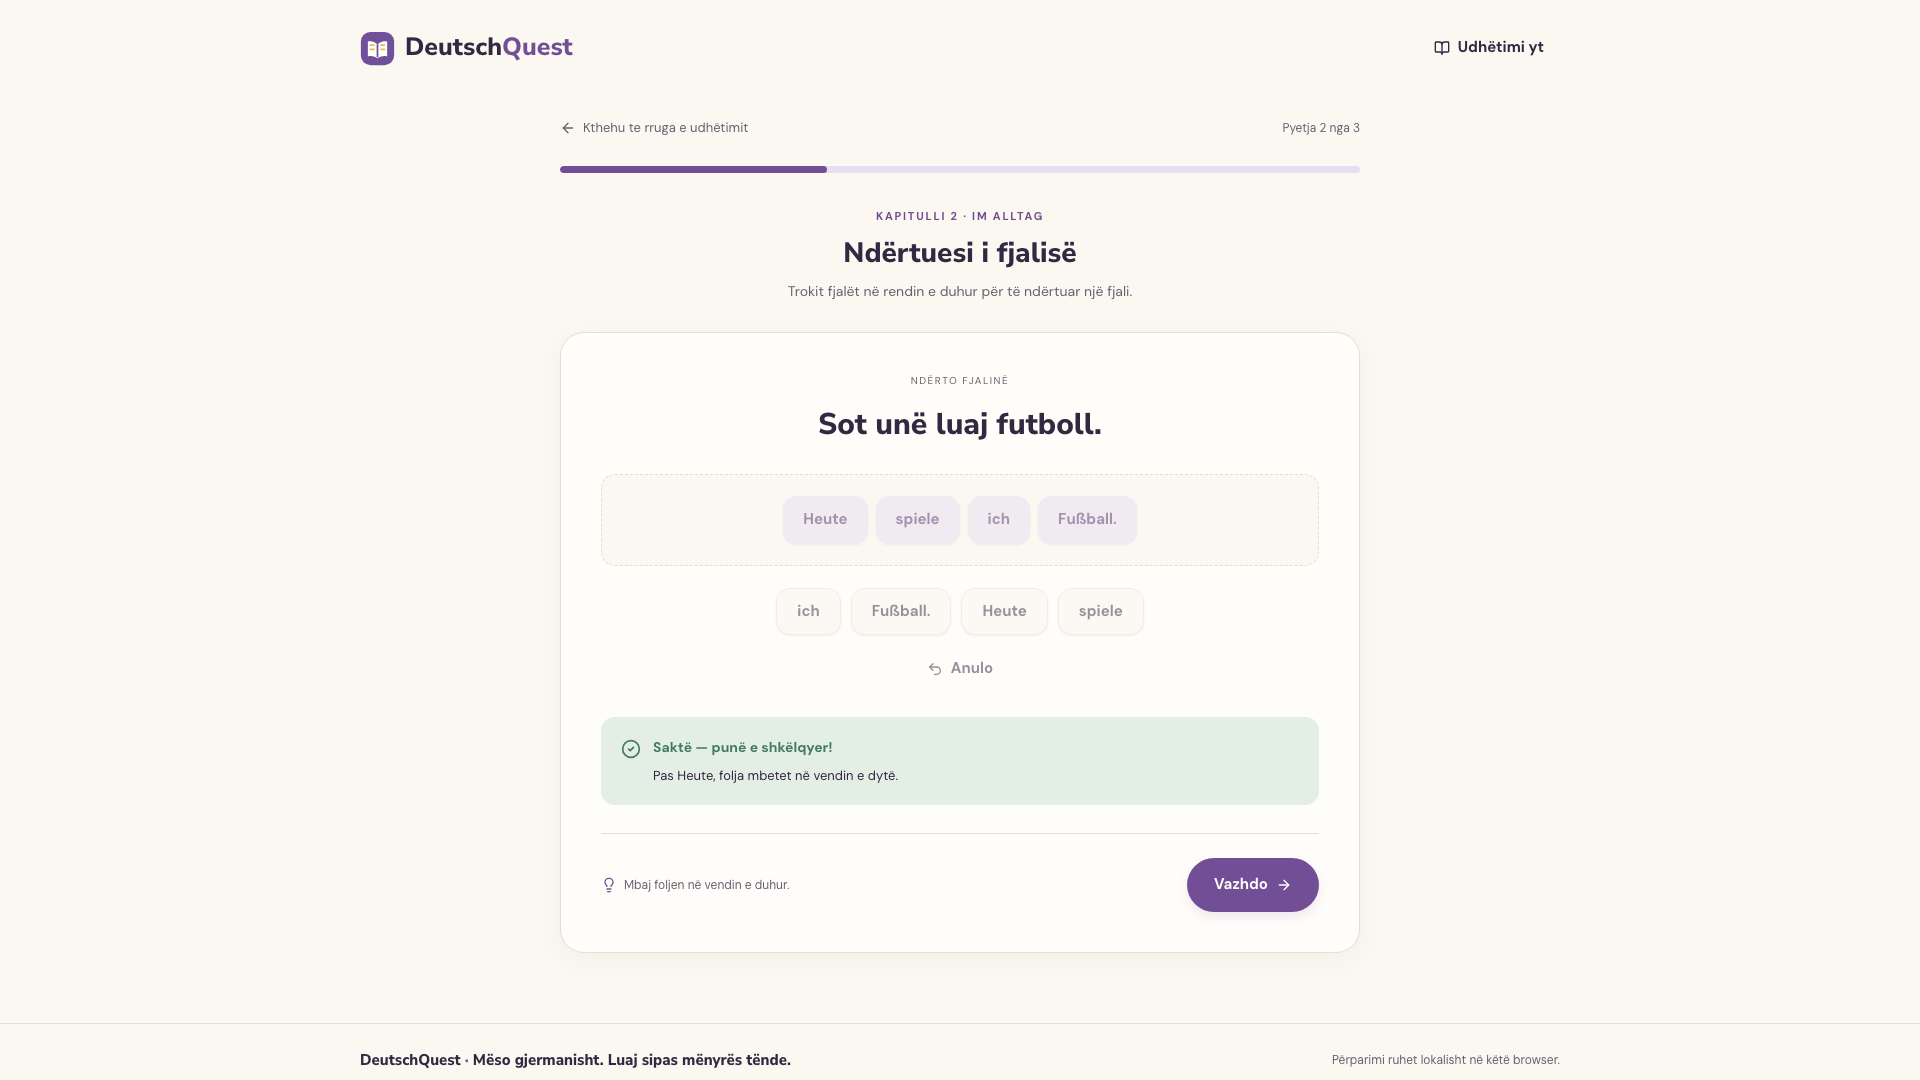 DeutschQuest
Udhëtimi yt
Kthehu te rruga e udhëtimit
Pyetja 2 nga 3
KAPITULLI 2 · IM ALLTAG
Ndërtuesi i fjalisë
Trokit fjalët në rendin e duhur për të ndërtuar një fjali.
NDËRTO FJALINË
Sot unë luaj futboll.
Heute spiele ich Fußball.
ich Fußball. Heute spiele
Anulo
Saktë — punë e shkëlqyer!
Pas Heute, folja mbetet në vendin e dytë.
Mbaj foljen në vendin e duhur.
Vazhdo
DeutschQuest · Mëso gjermanisht. Luaj sipas mënyrës tënde.
Përparimi ruhet lokalisht në këtë browser.